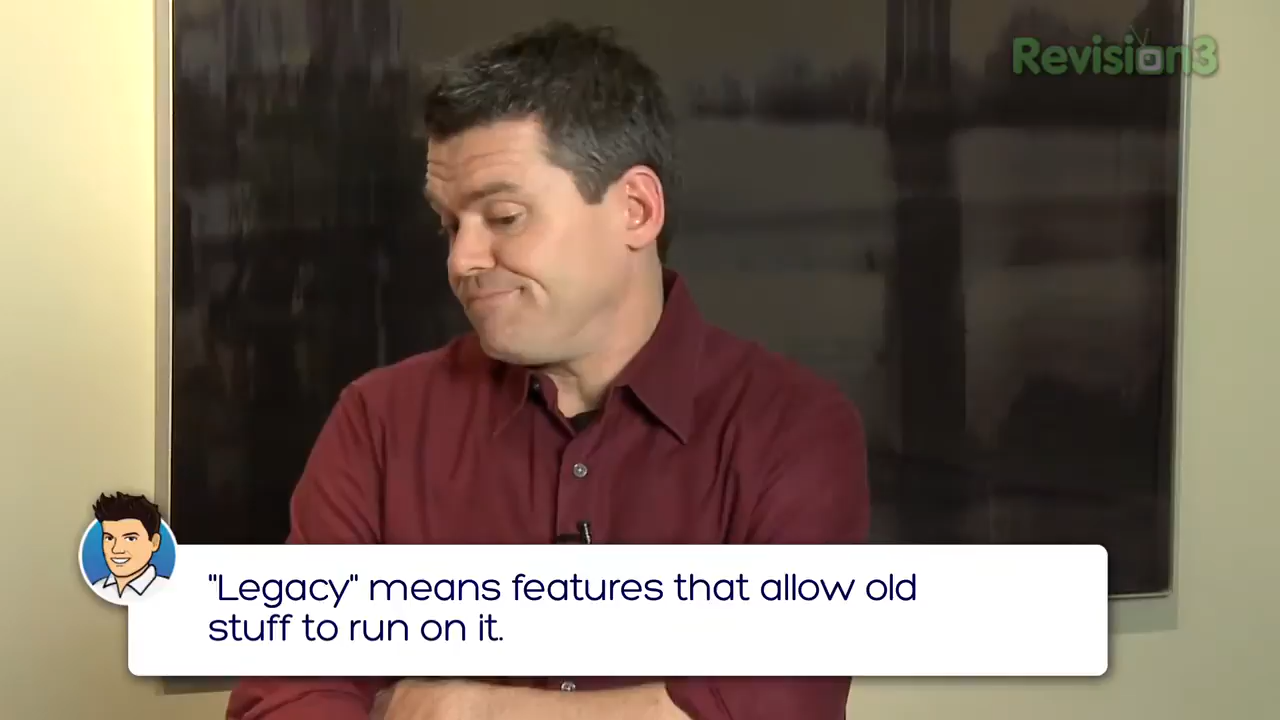 Revision3
"Legacy" means features that allow old
stuff to run on it.